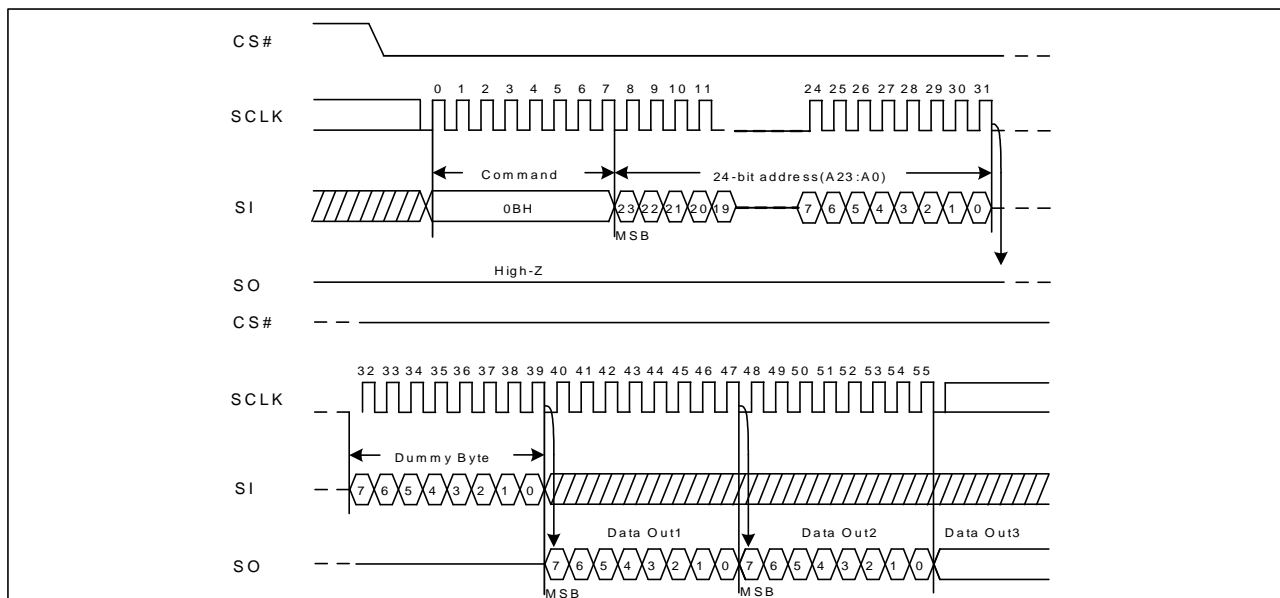 CS#
0 1 2 3 4 5 6 7 8 9 10 11 24 25 26 27 28 29 30 31
SCLK
Command 24-bit address(A23:A0)
SI 0BH 23 22 21 20 19 7 6 5 4 3 2 1 0
MSB
High-Z
SO
CS#
32 33 34 35 36 37 38 39 40 41 42 43 44 45 46 47 48 49 50 51 52 53 54 55
SCLK
Dummy Byte
SI 7 6 5 4 3 2 1 0
Data Out1 Data Out2 Data Out3
SO 7 6 5 4 3 2 1 0 7 6 5 4 3 2 1 0
MSB MSB